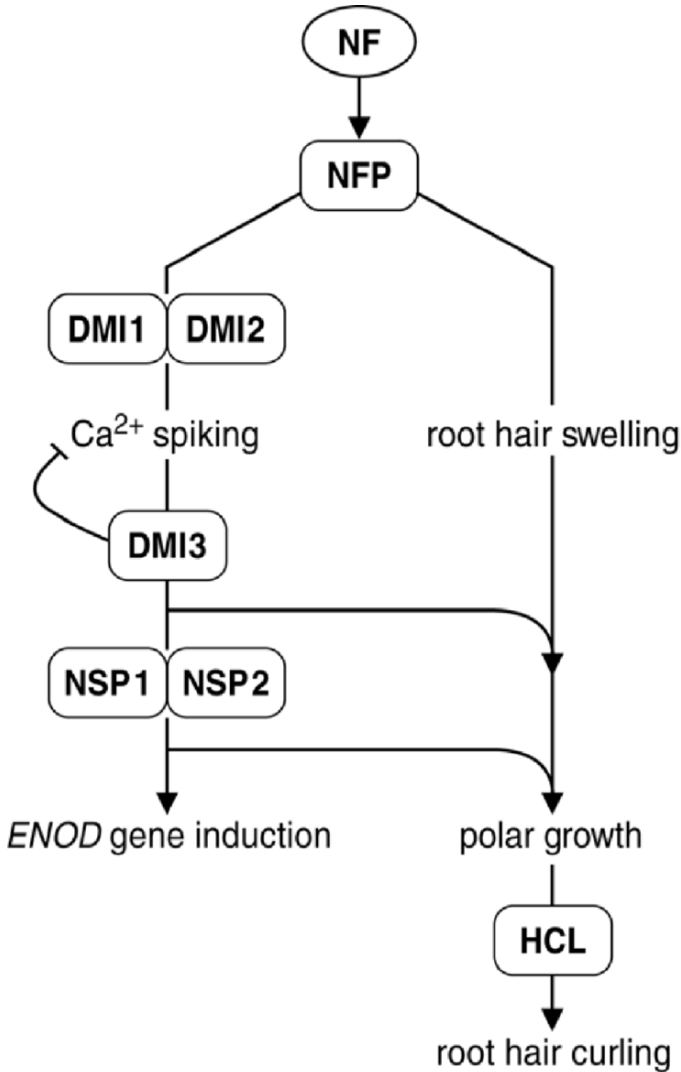 NF
NFP
DMI1 DMI2
Ca²⁺ spiking root hair swelling
DMI3
NSP1 NSP2
ENOD gene induction polar growth
HCL
root hair curling